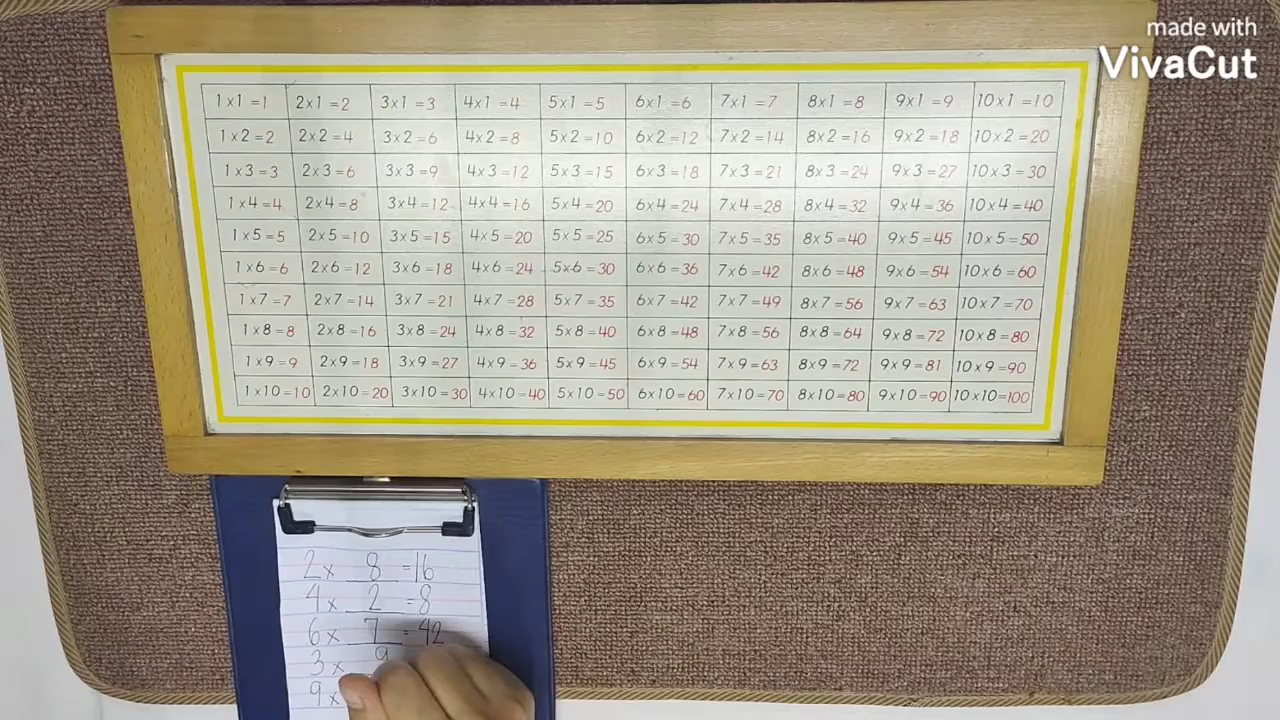 made with
VivaCut
1x1=1 2x1=2 3x1=3 4x1=4 5x1=5 6x1=6 7x1=7 8x1=8 9x1=9 10x1=10
1x2=2 2x2=4 3x2=6 4x2=8 5x2=10 6x2=12 7x2=14 8x2=16 9x2=18 10x2=20
1x3=3 2x3=6 3x3=9 4x3=12 5x3=15 6x3=18 7x3=21 8x3=24 9x3=27 10x3=30
1x4=4 2x4=8 3x4=12 4x4=16 5x4=20 6x4=24 7x4=28 8x4=32 9x4=36 10x4=40
1x5=5 2x5=10 3x5=15 4x5=20 5x5=25 6x5=30 7x5=35 8x5=40 9x5=45 10x5=50
1x6=6 2x6=12 3x6=18 4x6=24 5x6=30 6x6=36 7x6=42 8x6=48 9x6=54 10x6=60
1x7=7 2x7=14 3x7=21 4x7=28 5x7=35 6x7=42 7x7=49 8x7=56 9x7=63 10x7=70
1x8=8 2x8=16 3x8=24 4x8=32 5x8=40 6x8=48 7x8=56 8x8=64 9x8=72 10x8=80
1x9=9 2x9=18 3x9=27 4x9=36 5x9=45 6x9=54 7x9=63 8x9=72 9x9=81 10x9=90
1x10=10 2x10=20 3x10=30 4x10=40 5x10=50 6x10=60 7x10=70 8x10=80 9x10=90 10x10=100
2x 8 =16
4x 2 =8
6x 7 =42
3x 9
9x